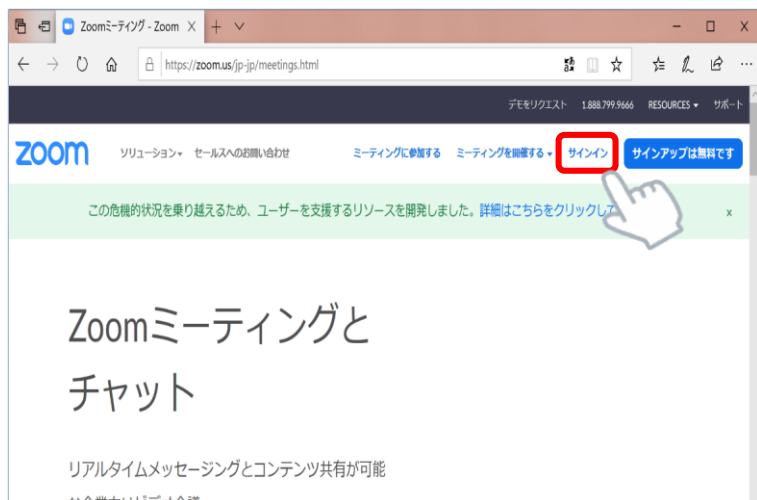 Zoomミーティング - Zoom
https://zoom.us/jp-jp/meetings.html
デモをリクエスト 1.888.799.9666 RESOURCES サポート
zoom ソリューション セールスへのお問い合わせ ミーティングに参加する ミーティングを開催する サインイン サインアップは無料です
この危機的状況を乗り越えるため、ユーザーを支援するリソースを開発しました。詳細はこちらをクリックして x
Zoomミーティングと
チャット
リアルタイムメッセージングとコンテンツ共有が可能